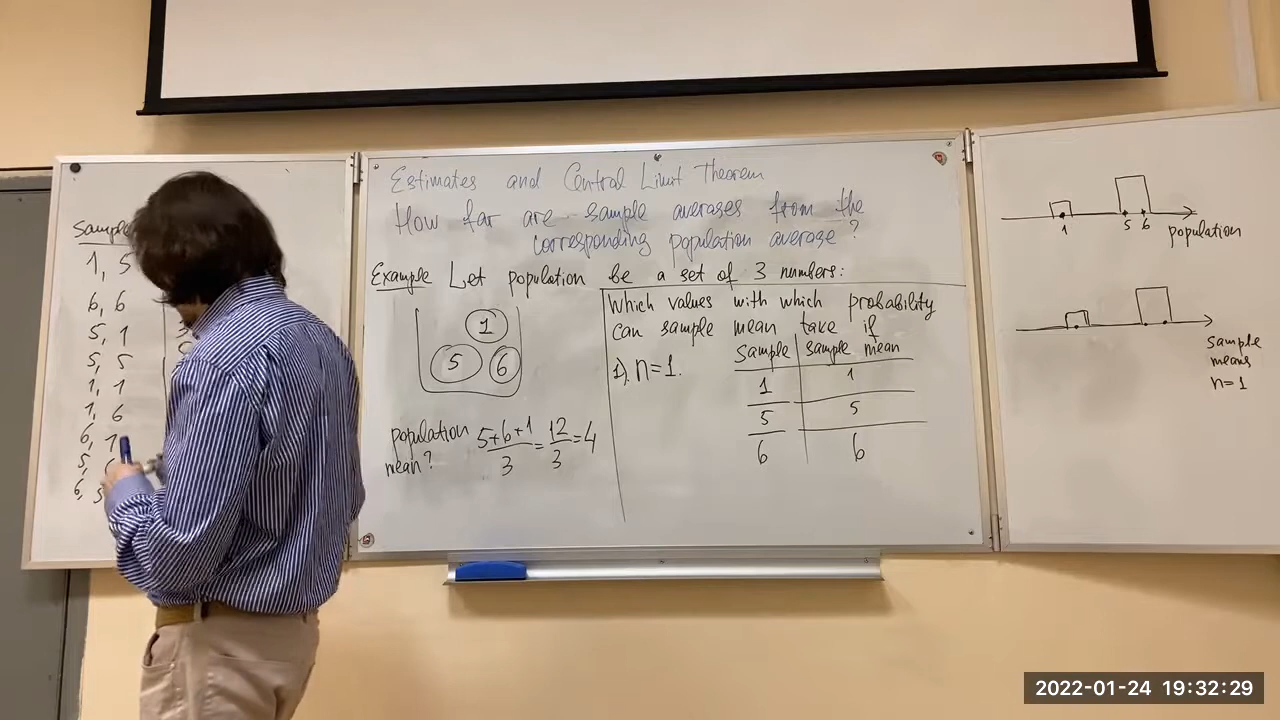 Sample
1, 5
6, 6
5, 1
5, 5
1, 1
1, 6
6, 1
5,
6, 5
Estimates and Central Limit Theorem
How far are sample averages from the
corresponding population average?
Example Let population be a set of 3 numbers:
1
5 6
population mean? 5+6+1/3 = 12/3 = 4
Which values with which probability
can sample mean take if
1). n=1.
Sample sample mean
1 1
5 5
6 6
1 5 6
population
sample
means
n=1
2022-01-24 19:32:29